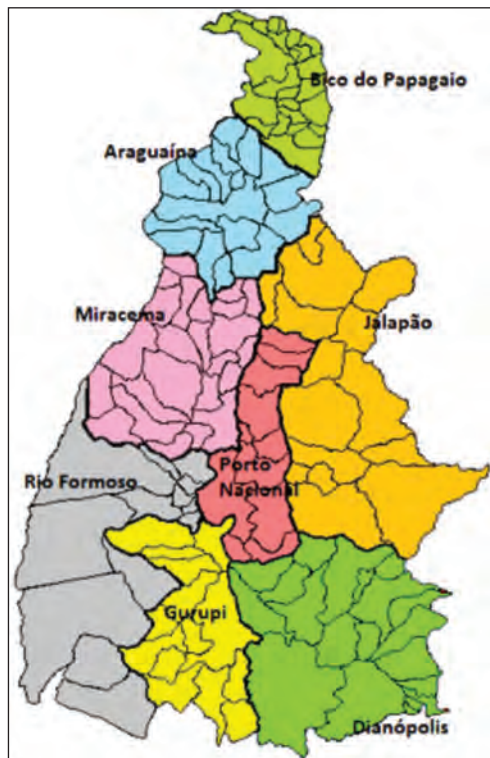 Bico do Papagaio
Araguaína
Miracema
Jalapão
Rio Formoso
Porto
Nacional
Gurupi
Dianópolis